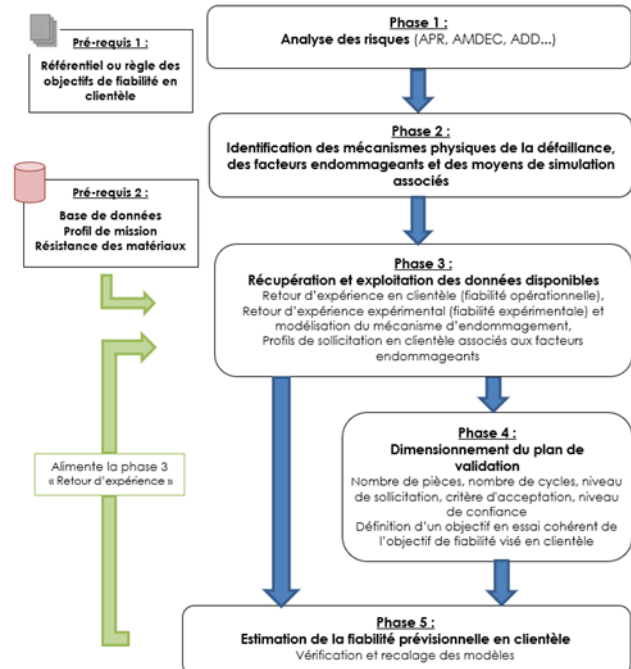 Pré-requis 1 :
Référentiel ou règle des
objectifs de fiabilité en
clientèle
Phase 1 :
Analyse des risques (APR, AMDEC, ADD...)
Phase 2 :
Identification des mécanismes physiques de la défaillance,
des facteurs endommageants et des moyens de simulation
associés
Pré-requis 2 :
Base de données
Profil de mission
Résistance des matériaux
Phase 3 :
Récupération et exploitation des données disponibles
Retour d'expérience en clientèle (fiabilité opérationnelle),
Retour d'expérience expérimental (fiabilité expérimentale) et
modélisation du mécanisme d'endommagement,
Profils de sollicitation en clientèle associés aux facteurs
endommageants
Alimente la phase 3
« Retour d'expérience »
Phase 4 :
Dimensionnement du plan de
validation
Nombre de pièces, nombre de cycles, niveau
de sollicitation, critère d'acceptation, niveau
de confiance
Définition d'un objectif en essai cohérent de
l'objectif de fiabilité visé en clientèle
Phase 5 :
Estimation de la fiabilité prévisionnelle en clientèle
Vérification et recalage des modèles